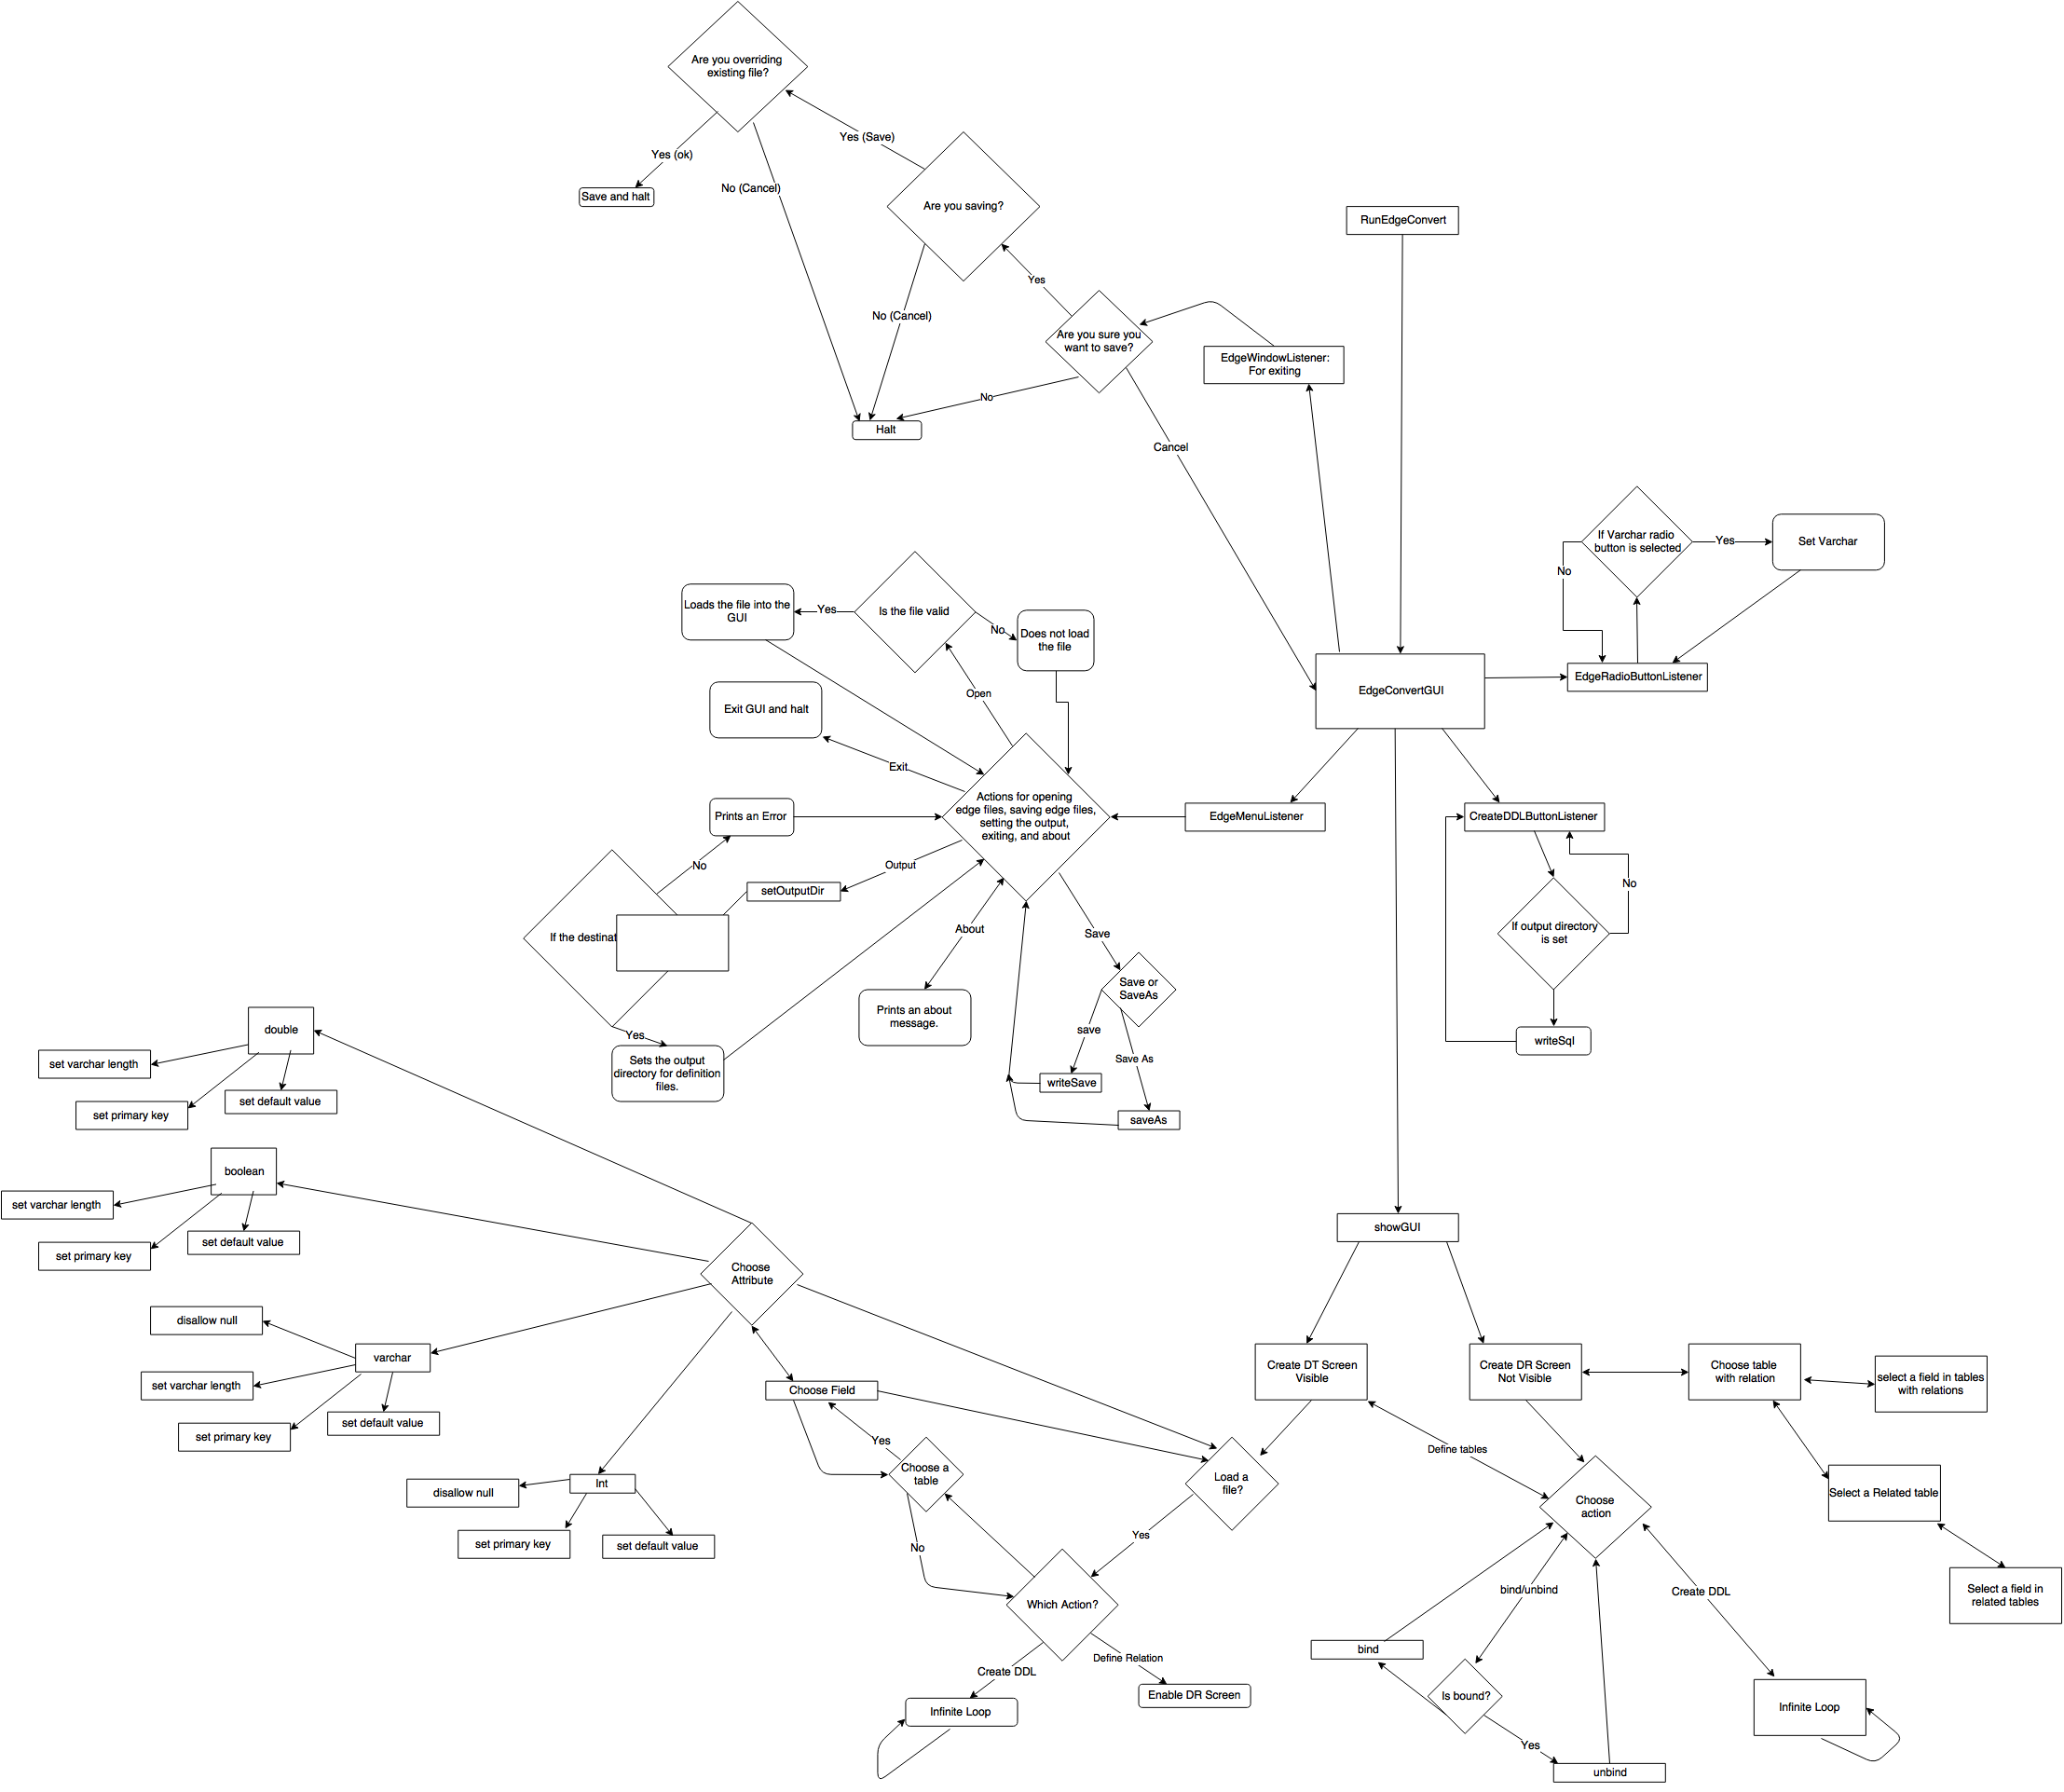 Are you overriding
existing file?
Yes (Save)
Yes (ok)
No (Cancel)
Save and halt
Are you saving?
RunEdgeConvert
Yes
No (Cancel)
Are you sure you
want to save?
EdgeWindowListener:
For exiting
No
Halt
Cancel
If Varchar radio
button is selected
Yes
Set Varchar
No
Loads the file into the
GUI
Yes
Is the file valid
No
Does not load
the file
EdgeRadioButtonListener
EdgeConvertGUI
Open
Exit GUI and halt
Exit
Actions for opening
edge files, saving edge files,
setting the output,
exiting, and about
Prints an Error
EdgeMenuListener
CreateDDLButtonListener
No
Output
setOutputDir
No
If the destinat
About
Save
If output directory
is set
Save or
SaveAs
Prints an about
message.
save
Yes
Save As
writeSql
Sets the output
directory for definition
files.
writeSave
saveAs
double
set varchar length
set default value
set primary key
boolean
set varchar length
set default value
set primary key
showGUI
Choose
Attribute
disallow null
varchar
set varchar length
set default value
set primary key
Create DT Screen
Visible
Create DR Screen
Not Visible
Choose table
with relation
select a field in tables
with relations
Choose Field
Yes
Define tables
Choose a
table
Load a
file?
Int
disallow null
Select a Related table
Choose
action
set primary key
set default value
No
Yes
bind/unbind
Create DDL
Select a field in
related tables
Which Action?
bind
Define Relation
Create DDL
Enable DR Screen
Is bound?
Infinite Loop
Infinite Loop
Yes
unbind